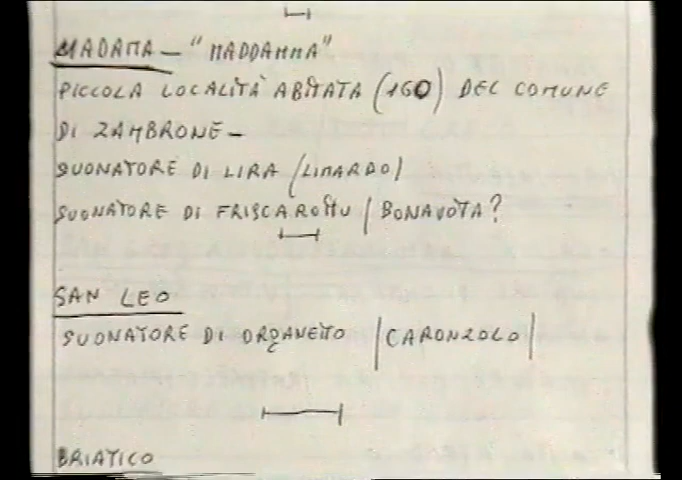 MADAMA - "MADDAMMA"
PICCOLA LOCALITÀ ABITATA (160) DEL COMUNE
DI ZAMBRONE -
SUONATORE DI LIRA /LIMARDO/
SUONATORE DI FRISCAROTTU / BONAVOTA?
SAN LEO
SUONATORE DI ORGANETTO |CARONZOLO|
BRIATICO